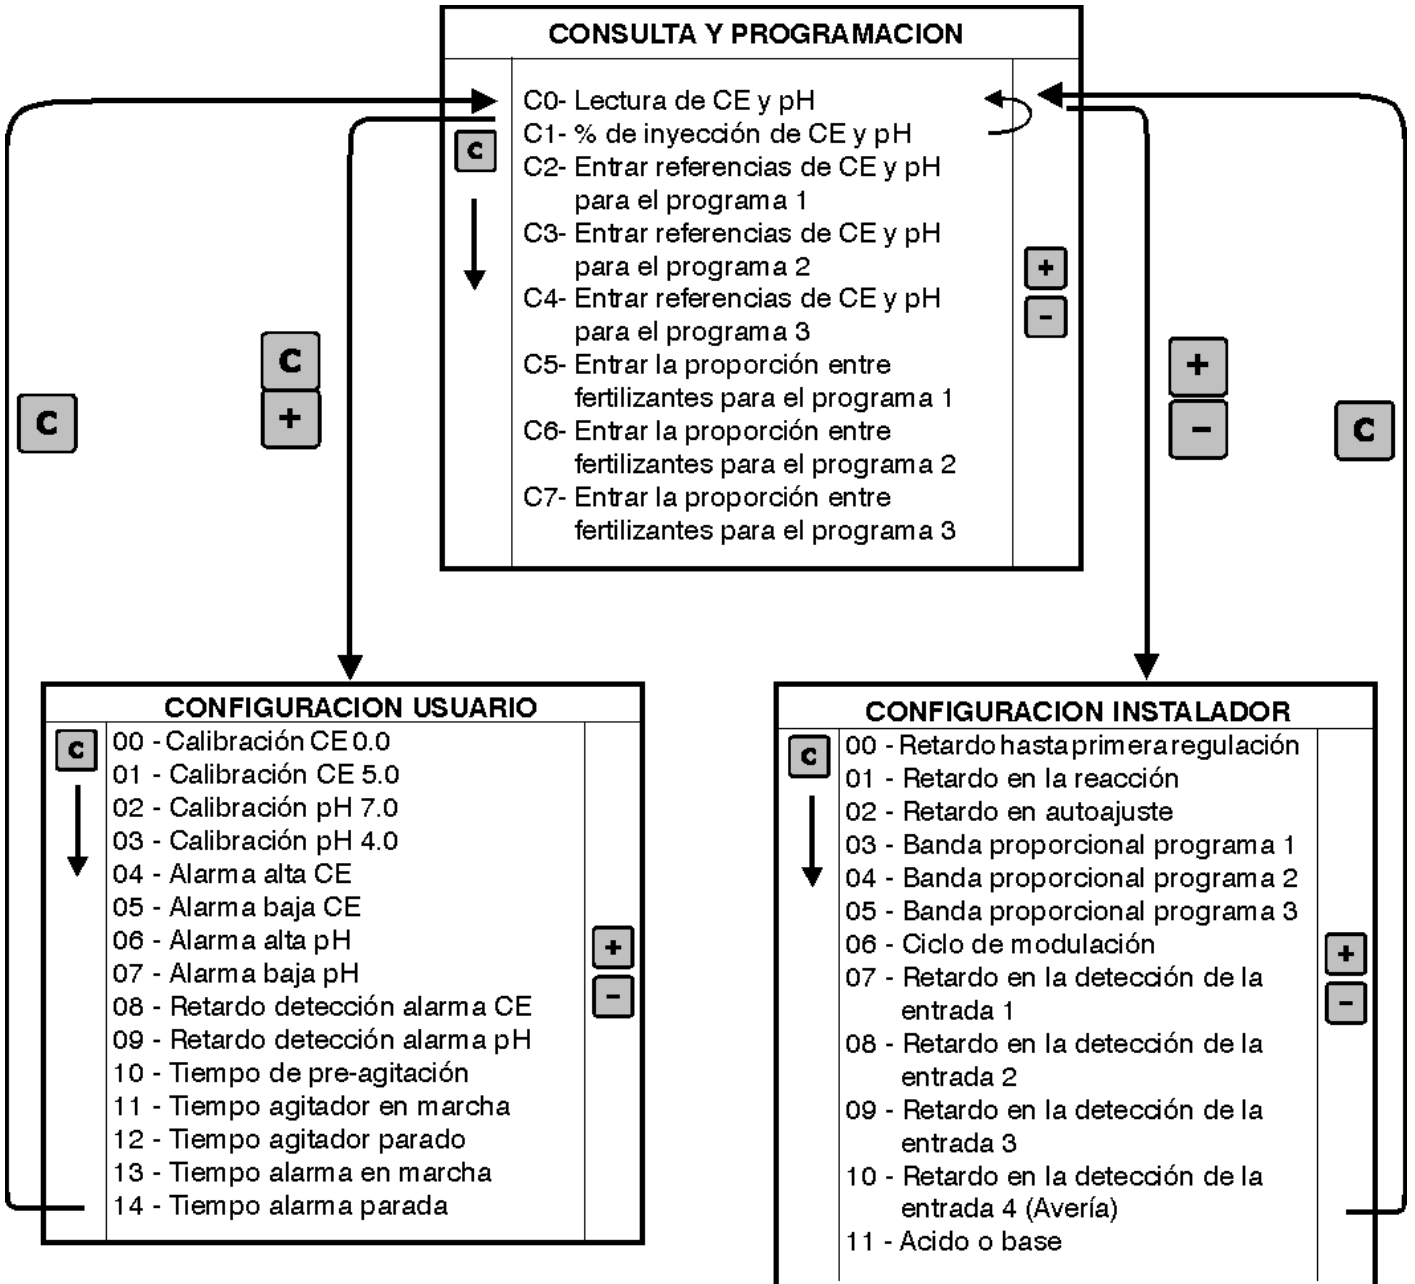 CONSULTA Y PROGRAMACION
C0- Lectura de CE y pH
C1- % de inyección de CE y pH
C
C2- Entrar referencias de CE y pH
para el programa 1
C3- Entrar referencias de CE y pH
para el programa 2
C4- Entrar referencias de CE y pH
para el programa 3
C5- Entrar la proporción entre
fertilizantes para el programa 1
C6- Entrar la proporción entre
fertilizantes para el programa 2
C7- Entrar la proporción entre
fertilizantes para el programa 3
+
-
C
C
+
+
-
C
CONFIGURACION USUARIO
C
00 - Calibración CE 0.0
01 - Calibración CE 5.0
02 - Calibración pH 7.0
03 - Calibración pH 4.0
04 - Alarma alta CE
05 - Alarma baja CE
06 - Alarma alta pH
07 - Alarma baja pH
08 - Retardo detección alarma CE
09 - Retardo detección alarma pH
10 - Tiempo de pre-agitación
11 - Tiempo agitador en marcha
12 - Tiempo agitador parado
13 - Tiempo alarma en marcha
14 - Tiempo alarma parada
+
-
CONFIGURACION INSTALADOR
C
00 - Retardo hasta primera regulación
01 - Retardo en la reacción
02 - Retardo en autoajuste
03 - Banda proporcional programa 1
04 - Banda proporcional programa 2
05 - Banda proporcional programa 3
06 - Ciclo de modulación
07 - Retardo en la detección de la
entrada 1
08 - Retardo en la detección de la
entrada 2
09 - Retardo en la detección de la
entrada 3
10 - Retardo en la detección de la
entrada 4 (Avería)
11 - Acido o base
+
-